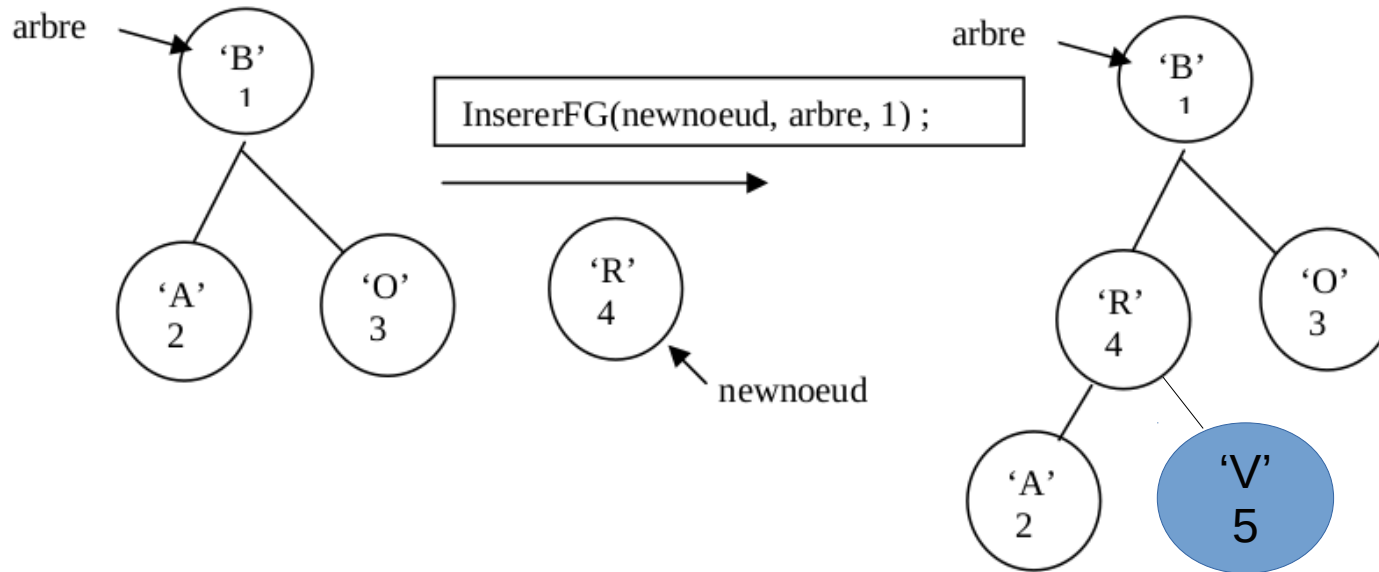 arbre
‘B’
1
‘A’
2
‘O’
3
InsererFG(newnoeud, arbre, 1) ;
‘R’
4
newnoeud
arbre
‘B’
1
‘R’
4
‘O’
3
‘A’
2
‘V’
5